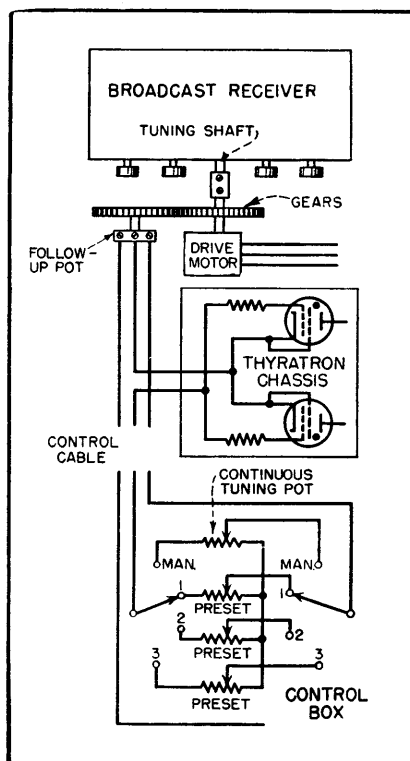 BROADCAST RECEIVER
TUNING SHAFT
GEARS
FOLLOW-
UP POT
DRIVE
MOTOR
THYRATRON
CHASSIS
CONTROL
CABLE
CONTINUOUS
TUNING POT
MAN.
MAN.
1
1
PRESET
2
2
PRESET
3
3
PRESET
CONTROL
BOX